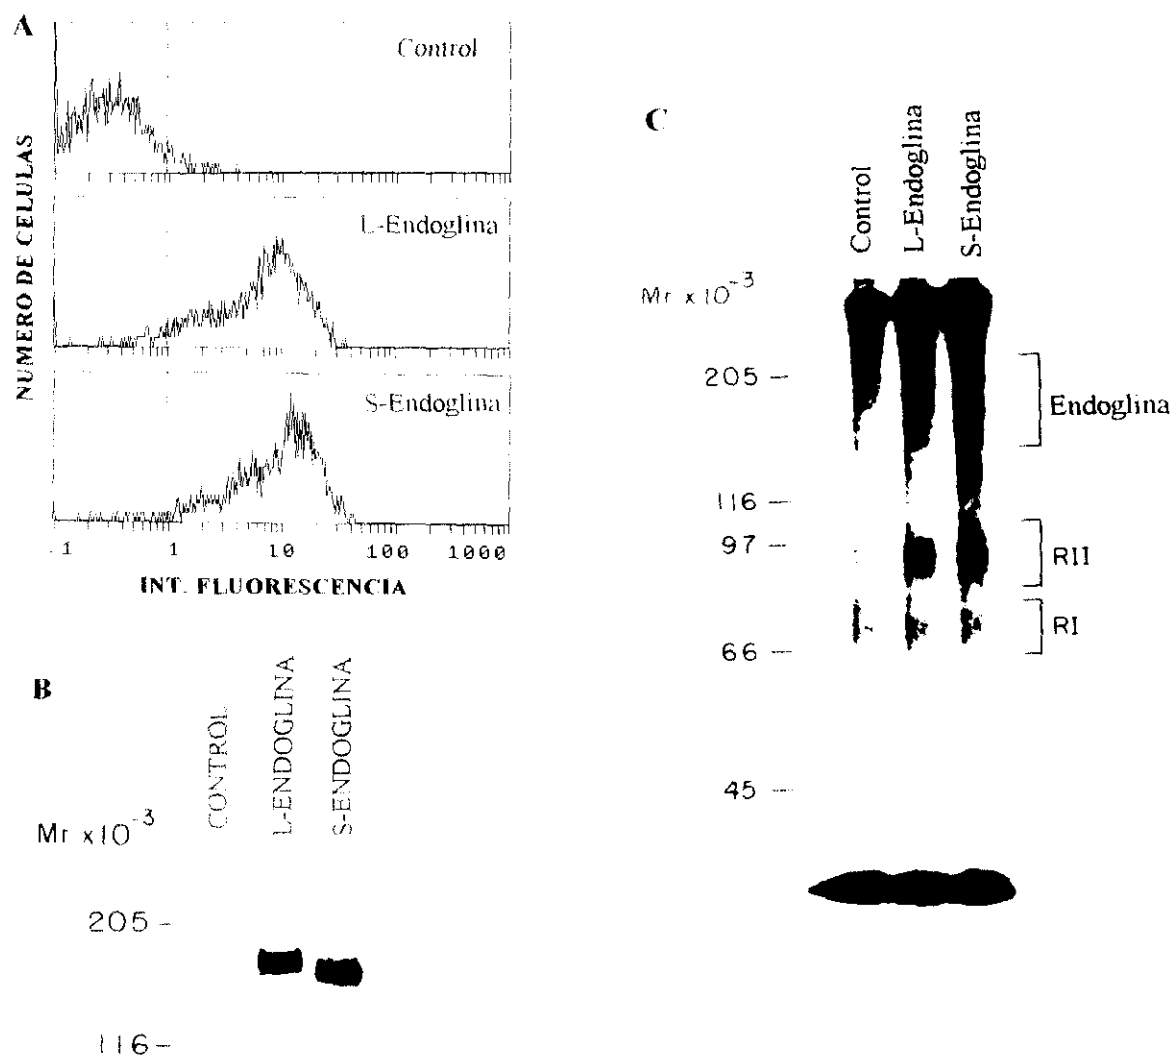 A
Control
L-Endoglina
S-Endoglina
NUMERO DE CELULAS
.1 1 10 100 1000
INT. FLUORESCENCIA
B
CONTROL
L-ENDOGLINA
S-ENDOGLINA
Mr x10-3
205
116
C
Control
L-Endoglina
S-Endoglina
Mr x10-3
205
116
97
66
45
Endoglina
RII
RI